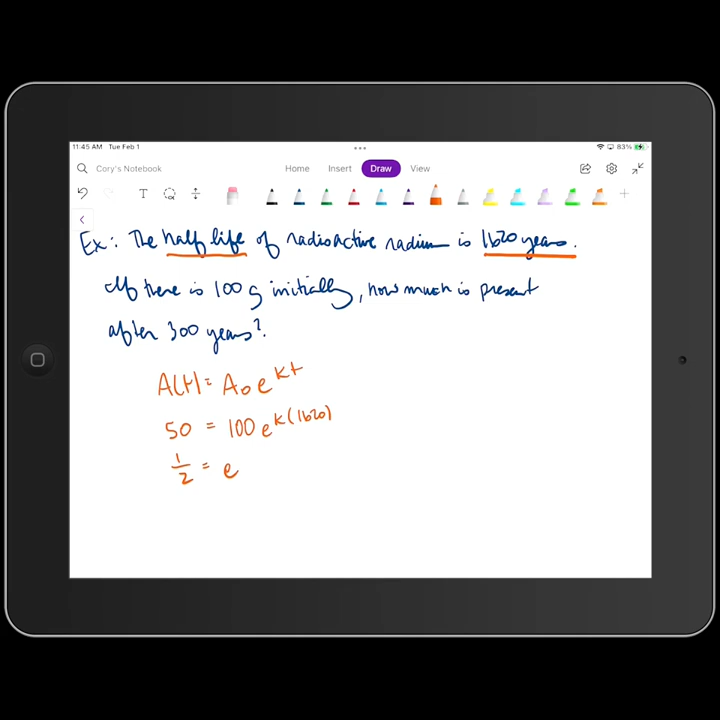 11:45 AM Tue Feb 1
83%
Cory's Notebook
Home Insert Draw View
T
Ex: The half life of radioactive radium is 1620 years.
If there is 100 g initially, how much is present
after 300 years?
A(t) = A₀ e^{kt}
50 = 100 e^{k(1620)}
1/2 = e